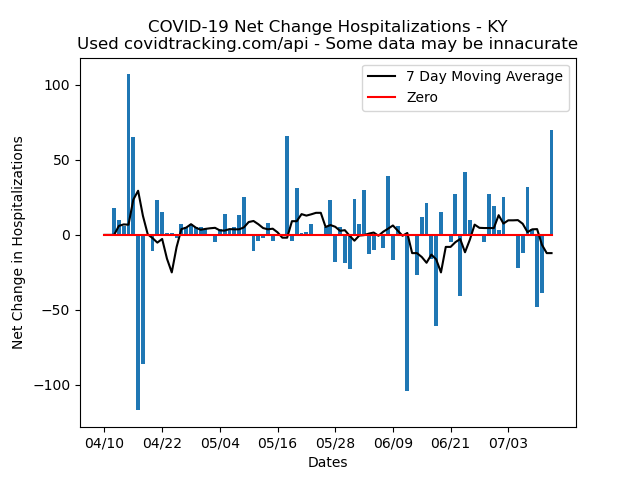 COVID-19 Net Change Hospitalizations - KY
Used covidtracking.com/api - Some data may be innacurate
7 Day Moving Average
Zero
Net Change in Hospitalizations
100
50
0
−50
−100
04/10 04/22 05/04 05/16 05/28 06/09 06/21 07/03
Dates